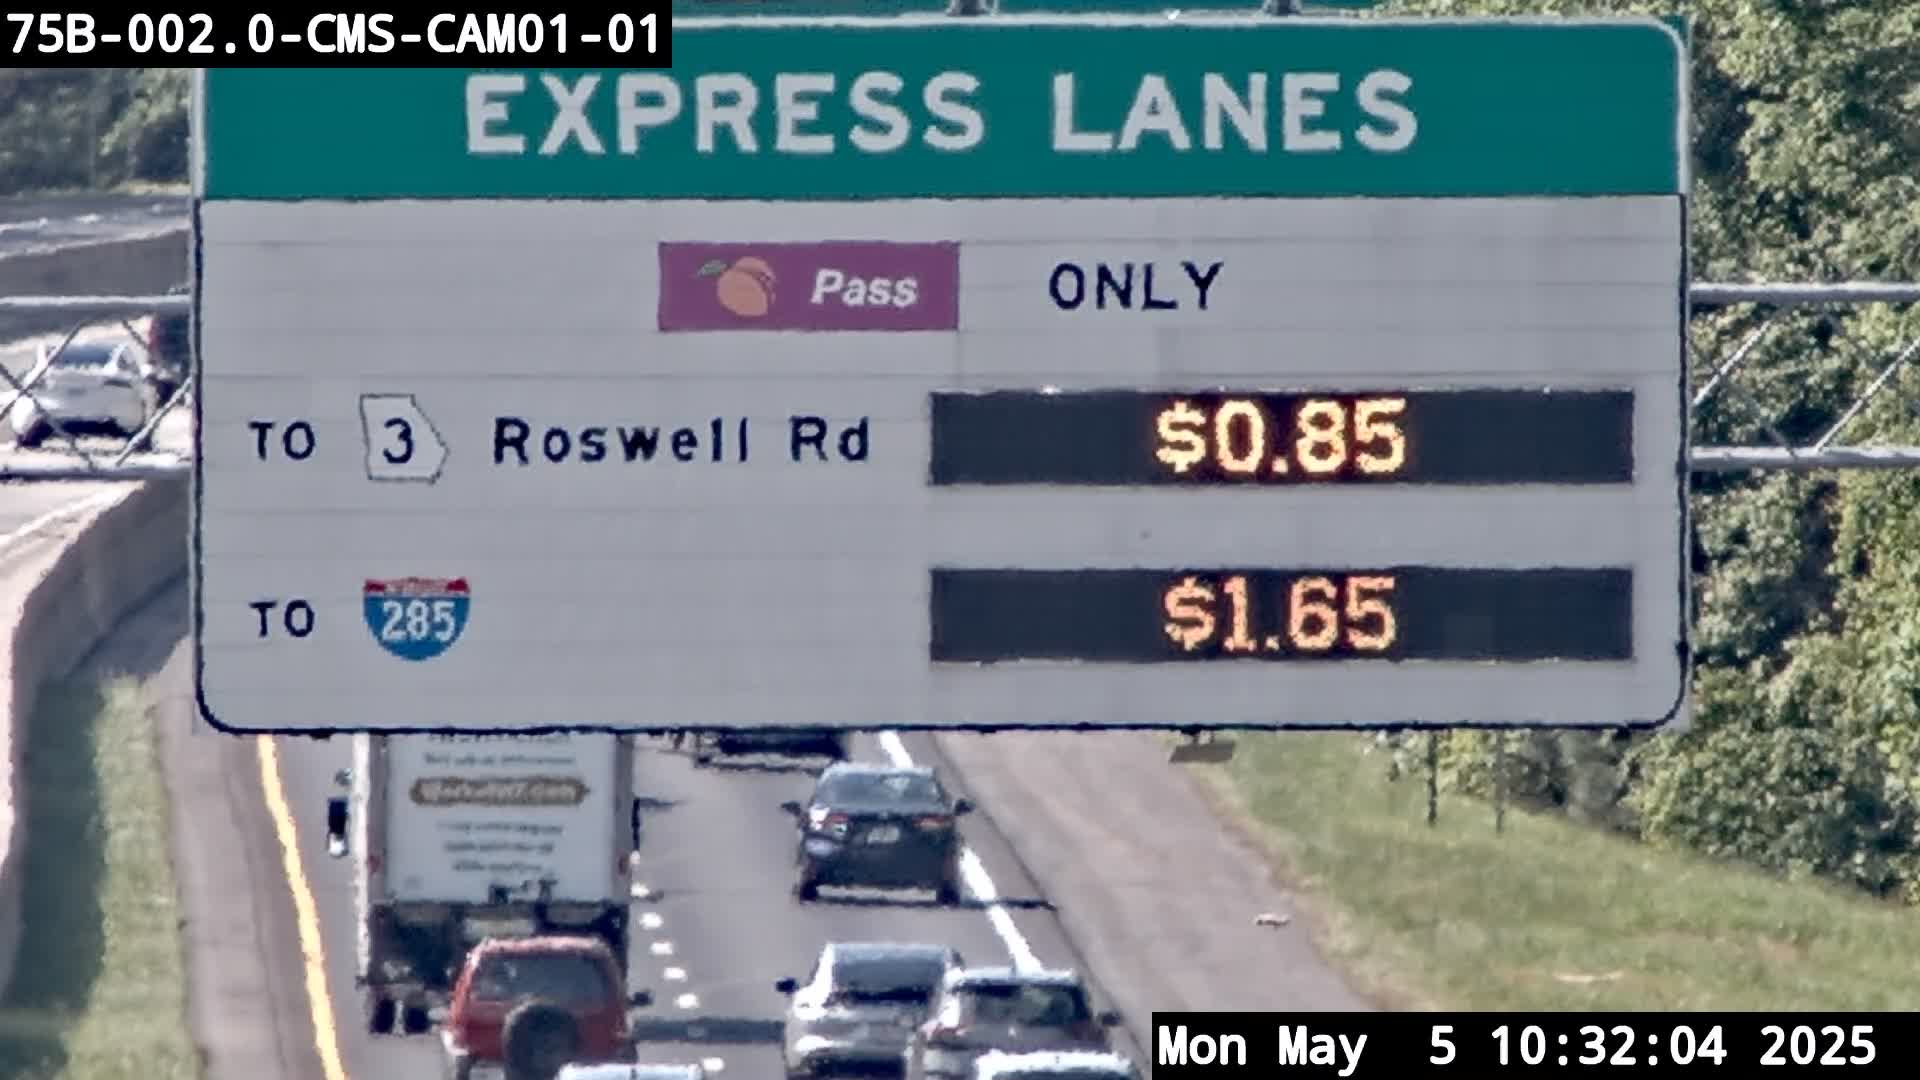 75B-002.0-CMS-CAM01-01
EXPRESS LANES
Pass ONLY
TO 3 Roswell Rd $0.85
TO 285 $1.65
Mon May 5 10:32:04 2025